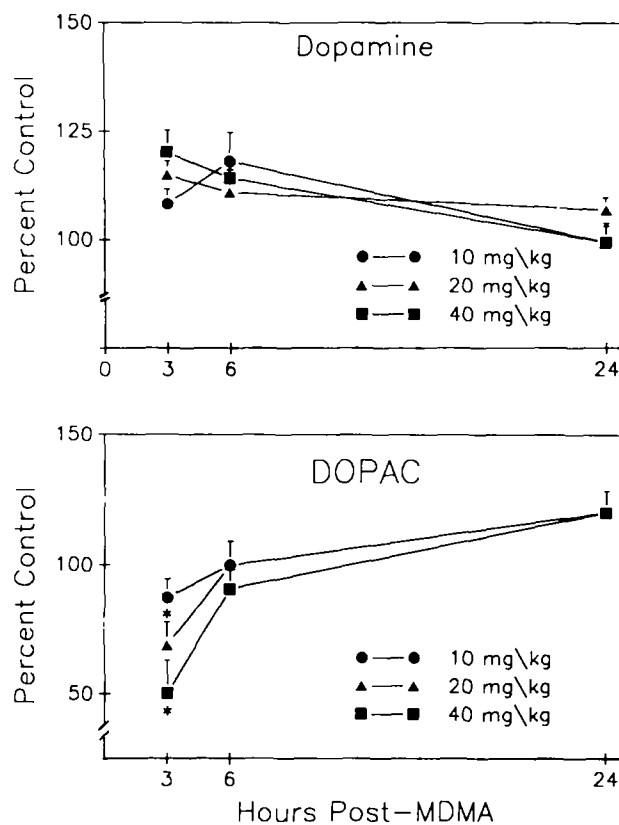 150
Dopamine
125
Percent Control
100
10 mg\kg
20 mg\kg
40 mg\kg
0 3 6 24
150
DOPAC
100
Percent Control
*
50
*
10 mg\kg
20 mg\kg
40 mg\kg
3 6 24
Hours Post-MDMA